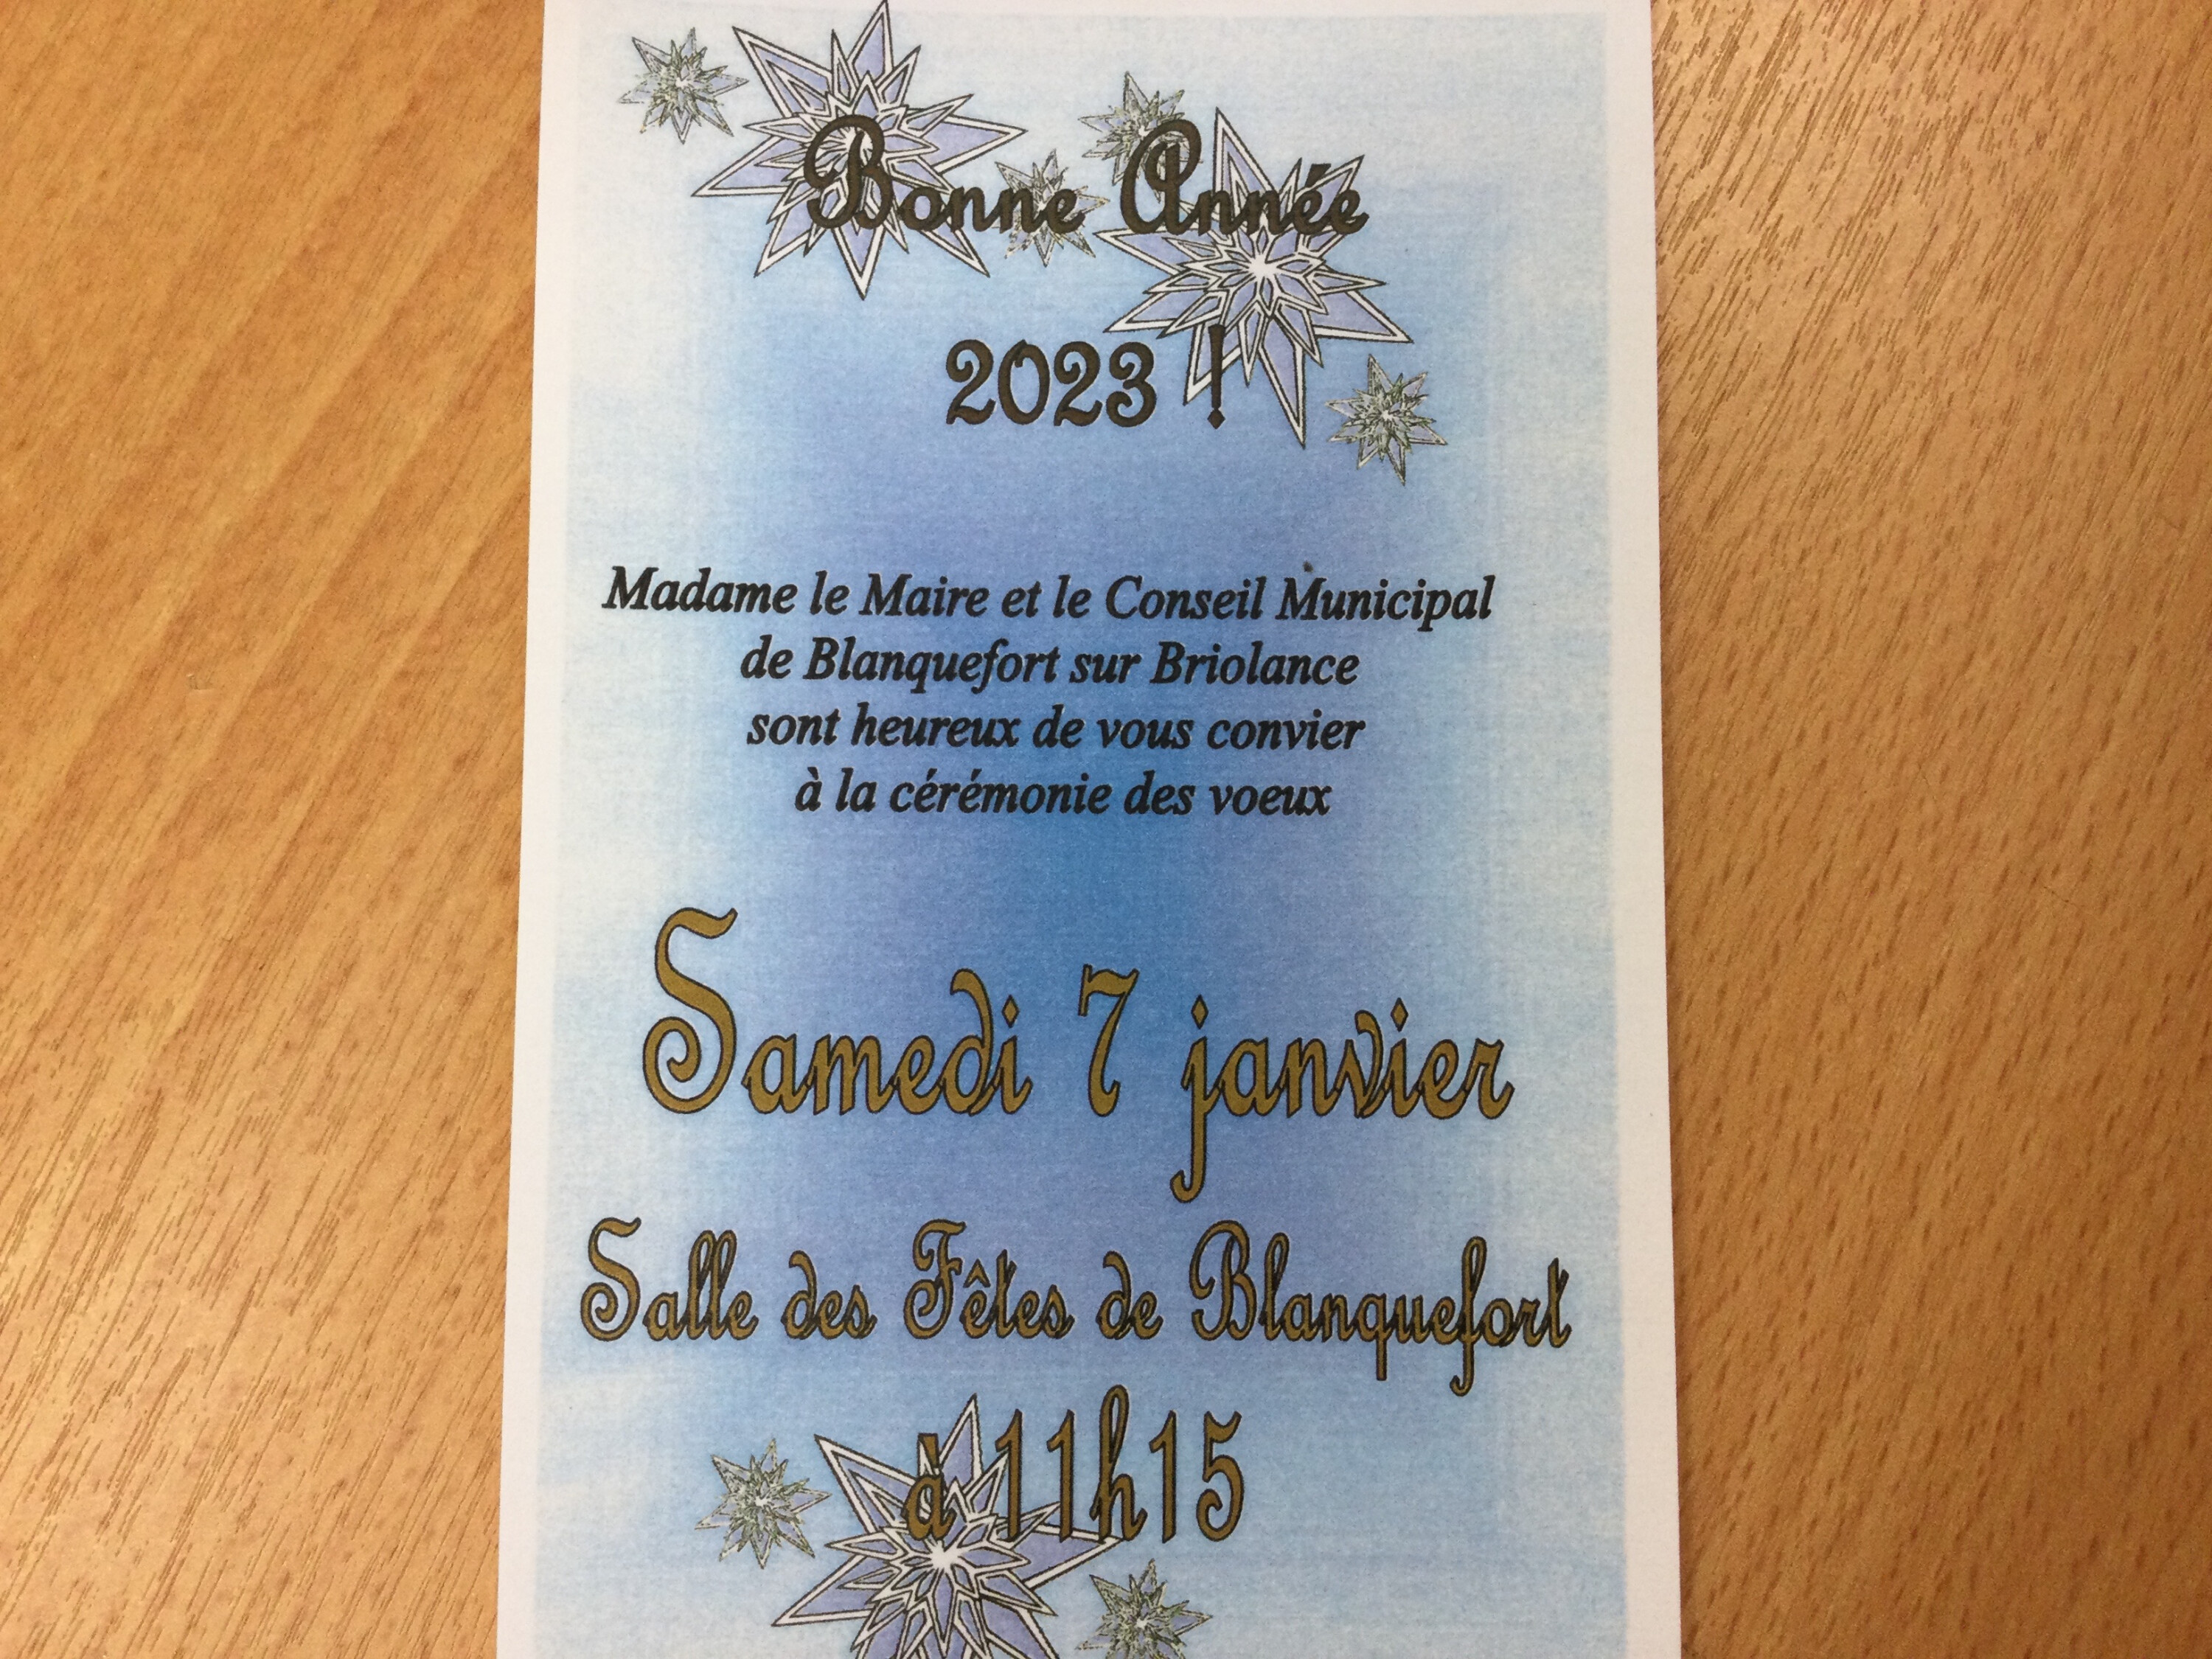 Bonne Année
2023 !
Madame le Maire et le Conseil Municipal
de Blanquefort sur Briolance
sont heureux de vous convier
à la cérémonie des voeux
Samedi 7 janvier
Salle des Fêtes de Blanquefort
à 11h15